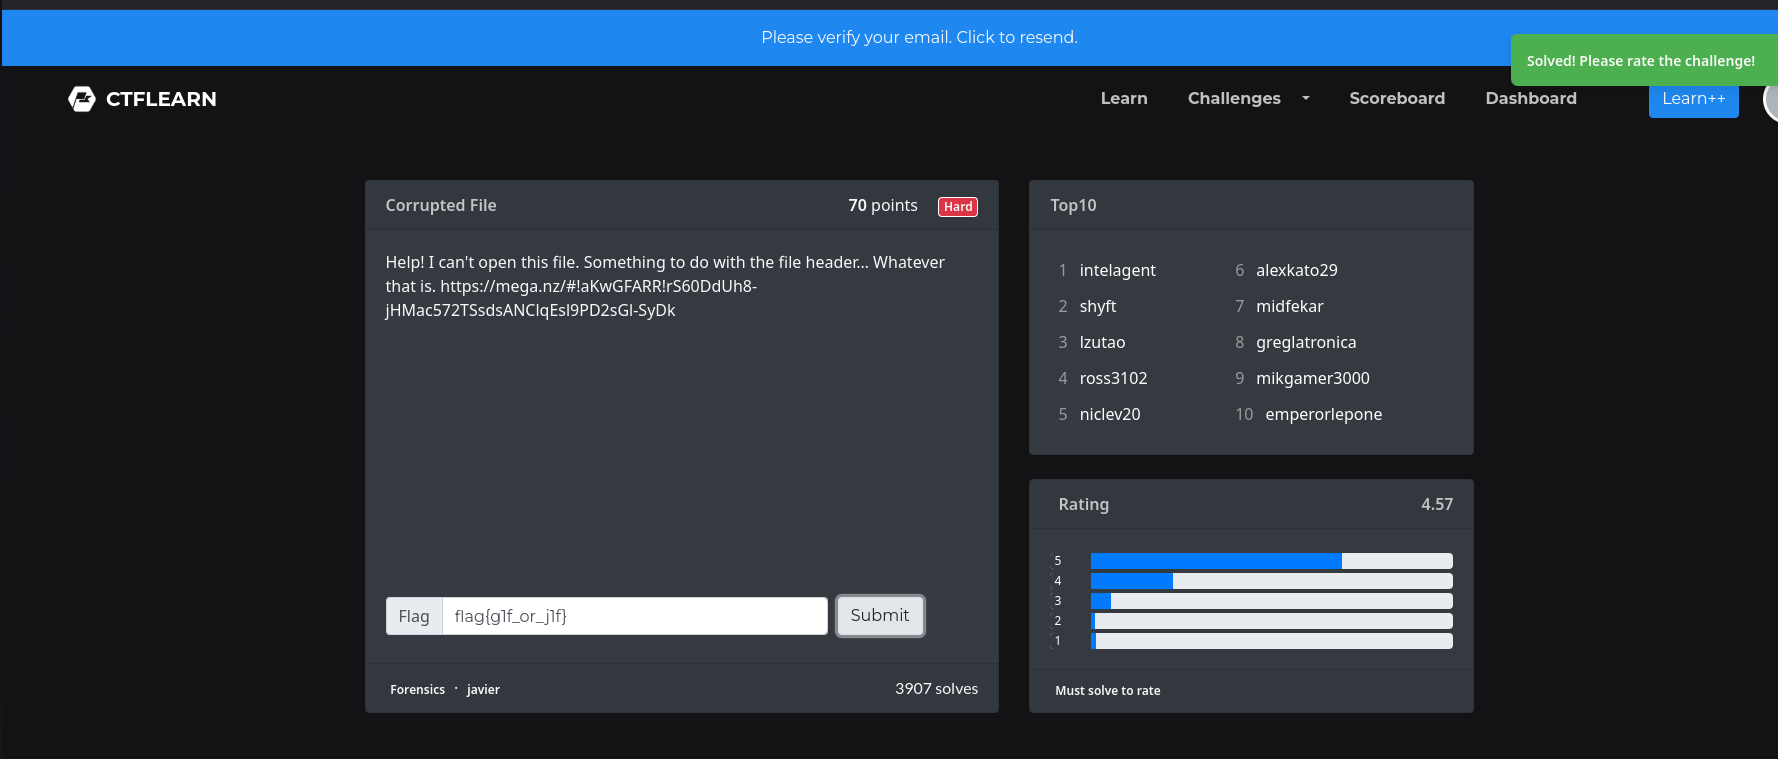 Please verify your email. Click to resend.
Solved! Please rate the challenge!
CTFLEARN
Learn
Challenges
Scoreboard
Dashboard
Learn++
Corrupted File
70 points
Hard
Help! I can't open this file. Something to do with the file header... Whatever
that is. https://mega.nz/#!aKwGFARR!rS60DdUh8-
jHMac572TSsdsANClqEsl9PD2sGl-SyDk
Flag
flag{g1f_or_j1f}
Submit
Forensics · javier
3907 solves
Top10
1 intelagent
2 shyft
3 lzutao
4 ross3102
5 niclev20
6 alexkato29
7 midfekar
8 greglatronica
9 mikgamer3000
10 emperorlepone
Rating
4.57
5
4
3
2
1
Must solve to rate